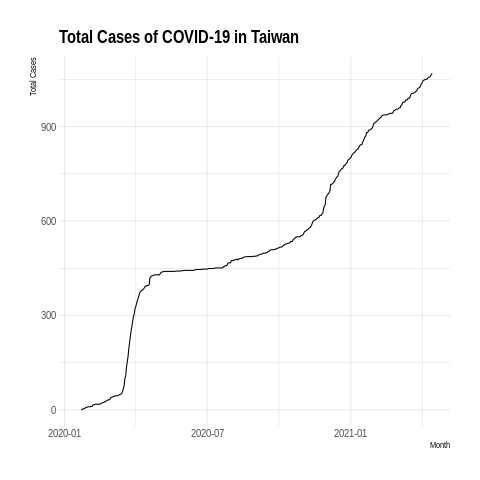 Total Cases of COVID-19 in Taiwan
Total Cases
900
600
300
0
2020-01
2020-07
2021-01
Month